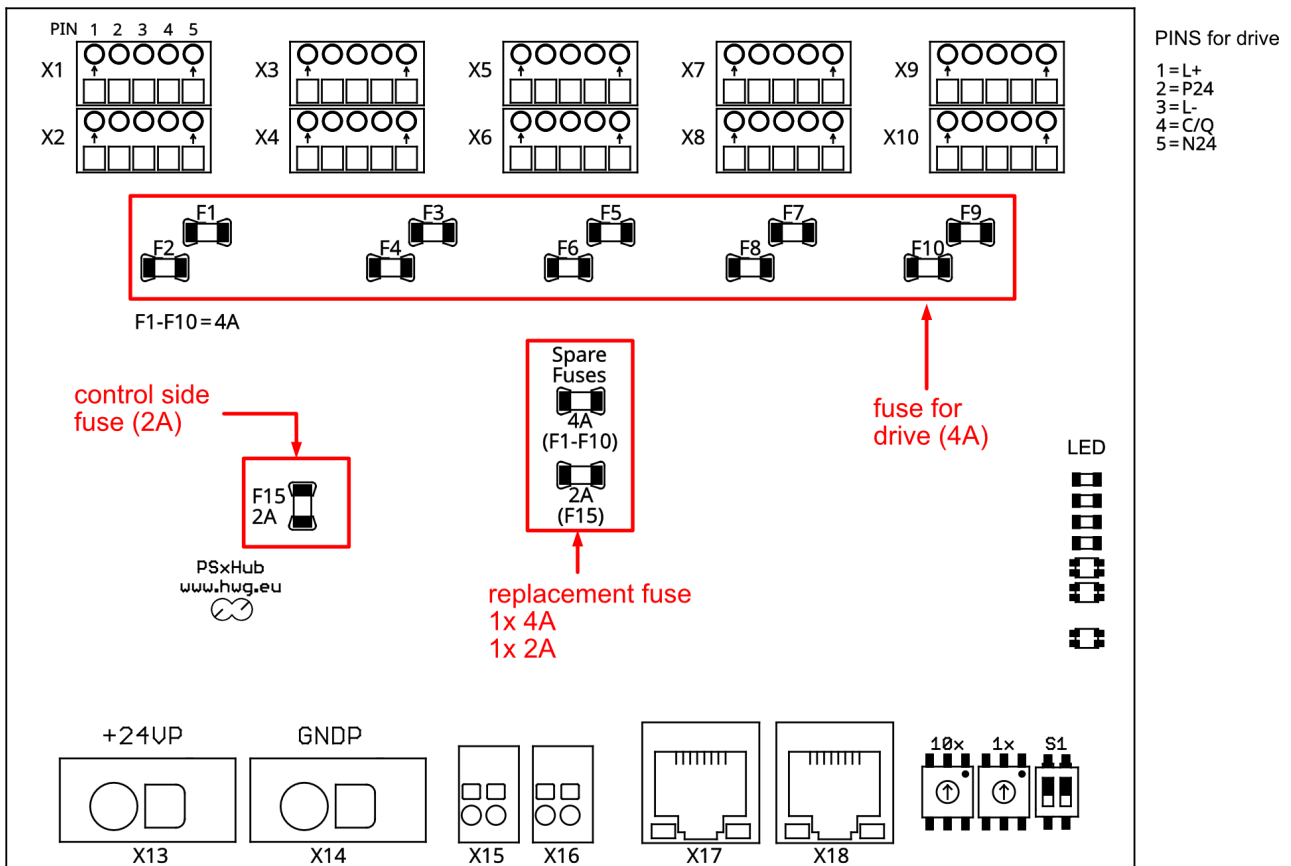 PIN 1 2 3 4 5
PINS for drive
1=L+
2=P24
3=L-
4=C/Q
5=N24
X1 X3 X5 X7 X9
X2 X4 X6 X8 X10
F1 F3 F5 F7 F9
F2 F4 F6 F8 F10
F1-F10=4A
Spare
Fuses
4A
(F1-F10)
2A
(F15)
control side
fuse (2A)
fuse for
drive (4A)
LED
F15
2A
PSxHub
www.hwg.eu
replacement fuse
1x 4A
1x 2A
+24VP GNDP
10x 1x S1
X13 X14 X15 X16 X17 X18